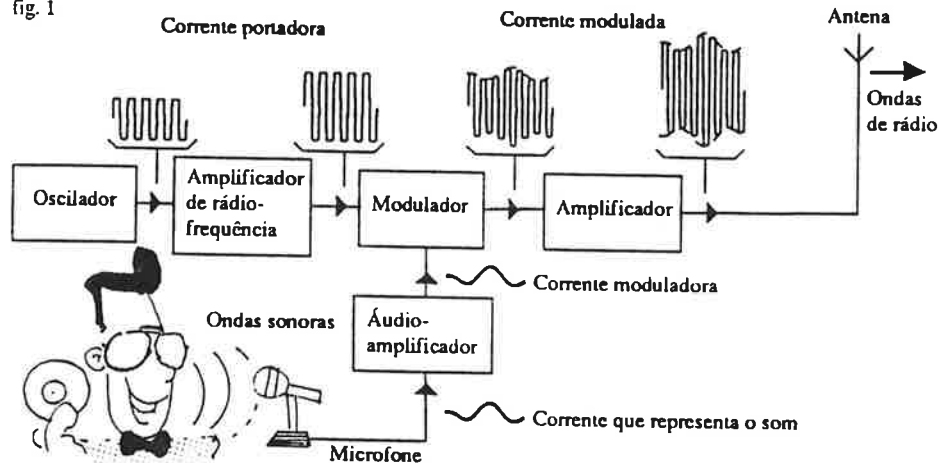 fig. 1
Corrente portadora
Corrente modulada
Antena
Ondas
de rádio
Oscilador
Amplificador
de rádio-
frequência
Modulador
Amplificador
Corrente moduladora
Ondas sonoras
Áudio-
amplificador
Corrente que representa o som
Microfone